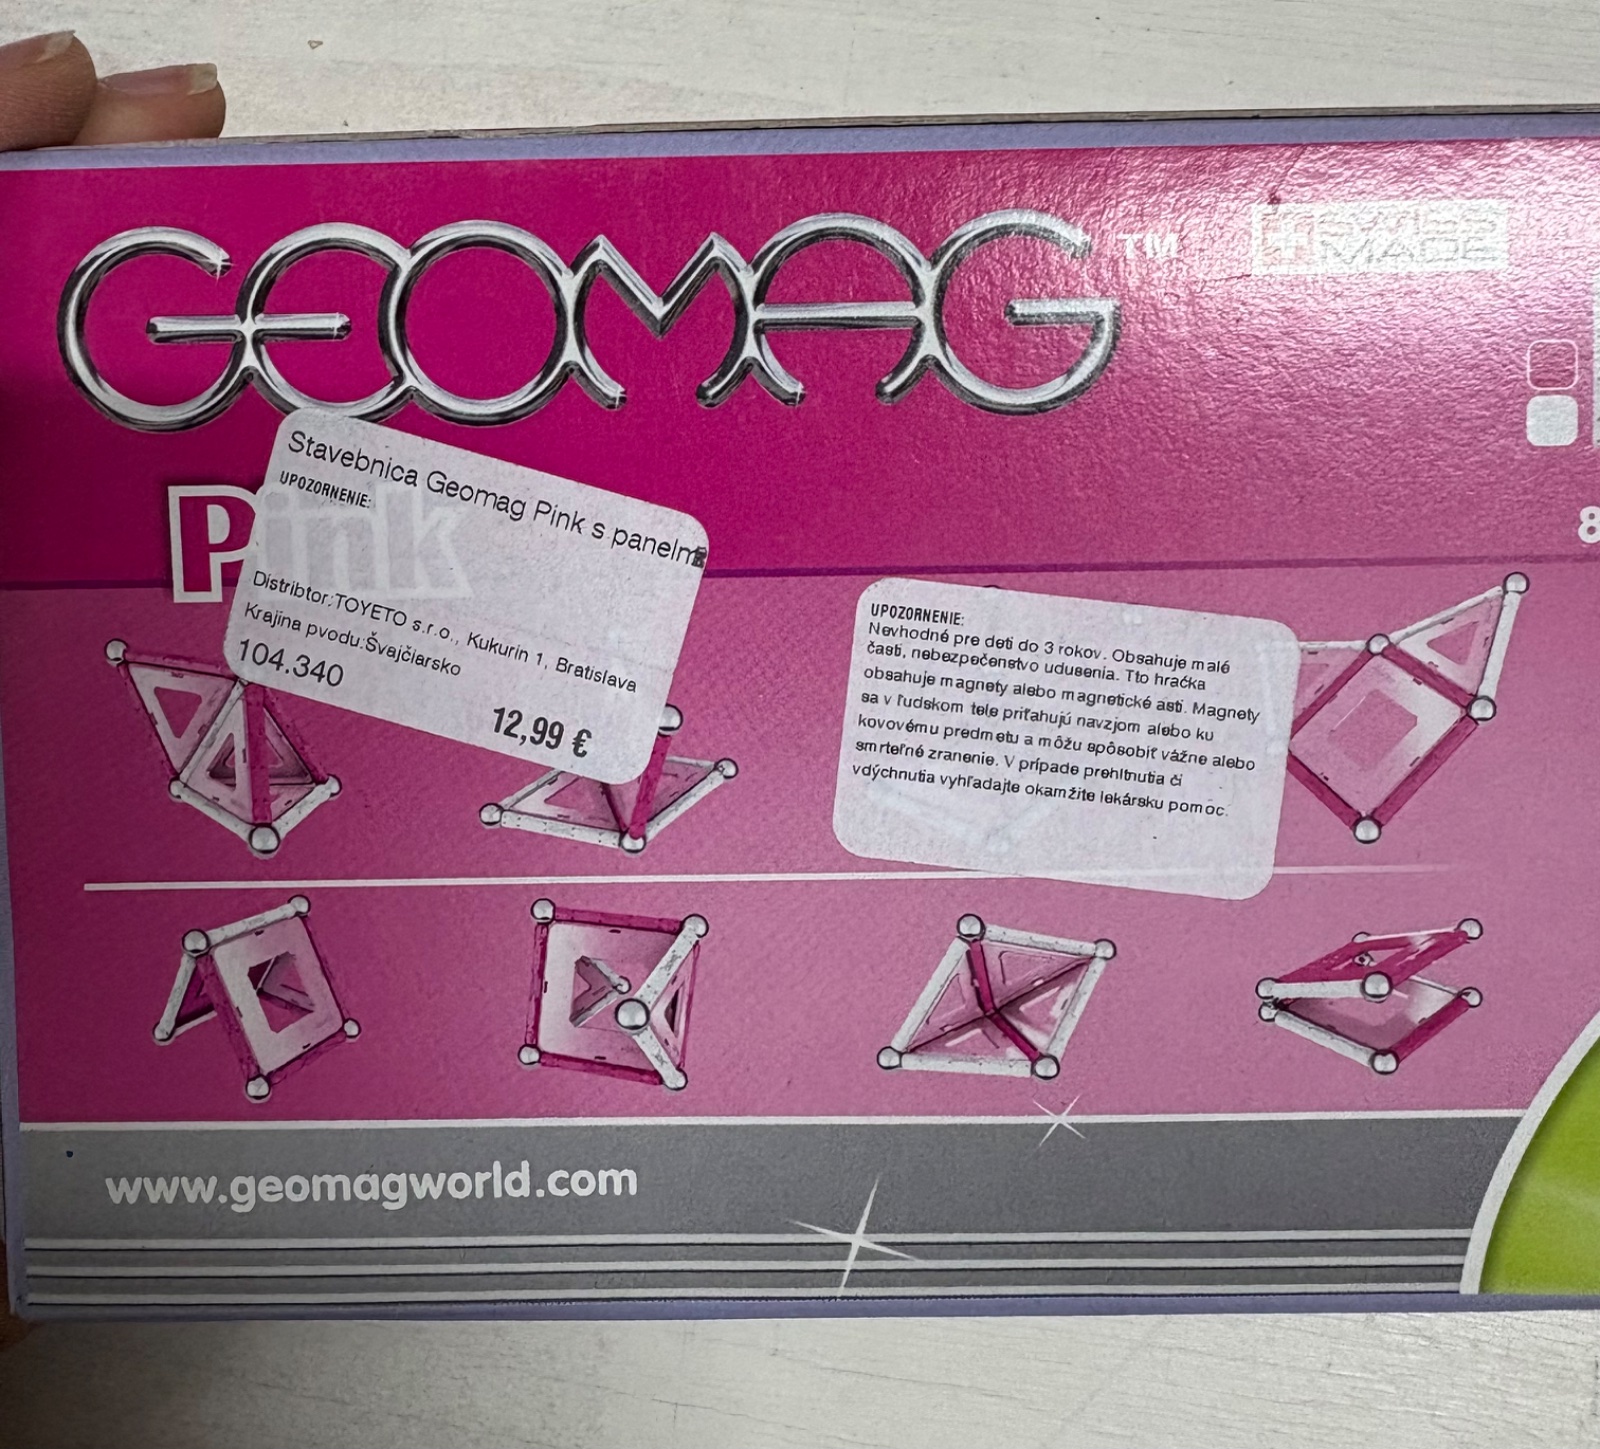 GEOMAG™
SWISS MADE
Pink
Stavebnica Geomag Pink s panelm
UPOZORNENIE:
Distribtor:TOYETO s.r.o., Kukurin 1, Bratislava
Krajina pvodu:Švajčiarsko
104.340
12,99 €
UPOZORNENIE:
Nevhodné pre deti do 3 rokov. Obsahuje malé
časti, nebezpečenstvo udusenia. Tto hračka
obsahuje magnety alebo magnetické asti. Magnety
sa v ľudskom tele priťahujú navzjom alebo ku
kovovému predmetu a môžu spôsobiť vážne alebo
smrteľné zranenie. V prípade prehltnutia či
vdýchnutia vyhľadajte okamžite lekársku pomoc.
8
www.geomagworld.com